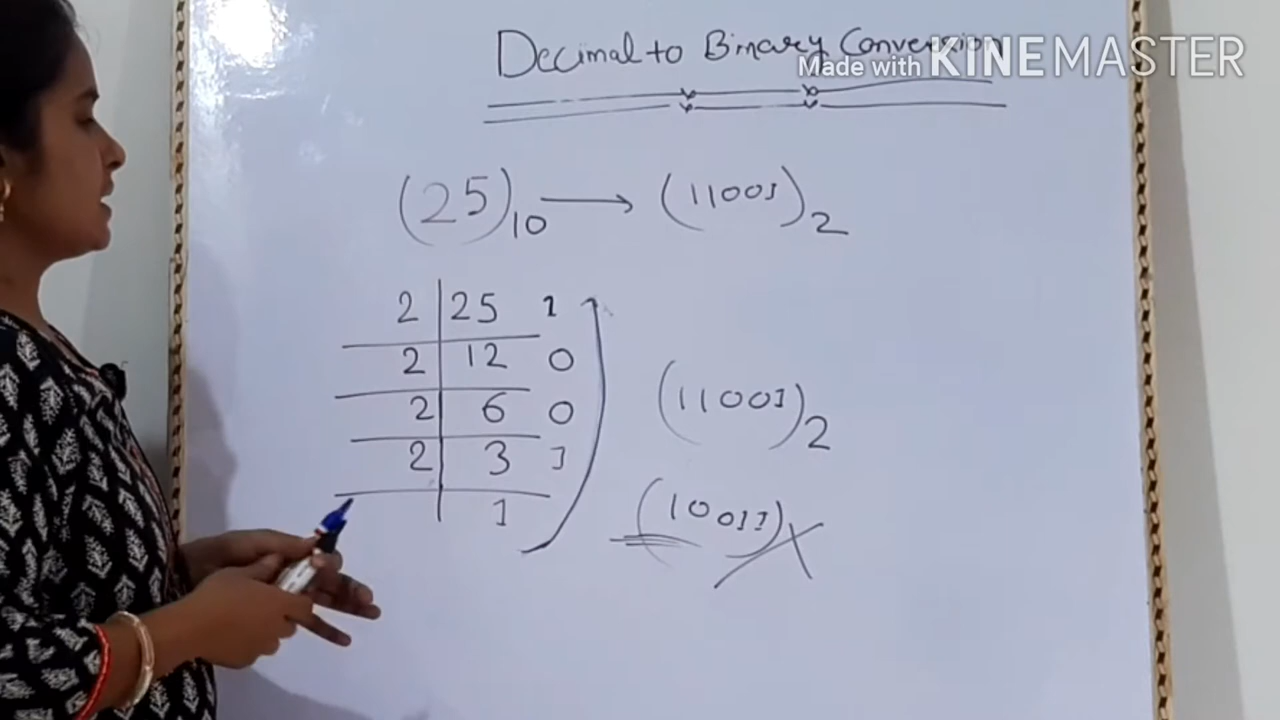 Decimal to Binary Conversion
Made with KINEMASTER
(25)10 → (11001)2
2 25 1
2 12 0
2 6 0
2 3 1
1
(11001)2
(10011)